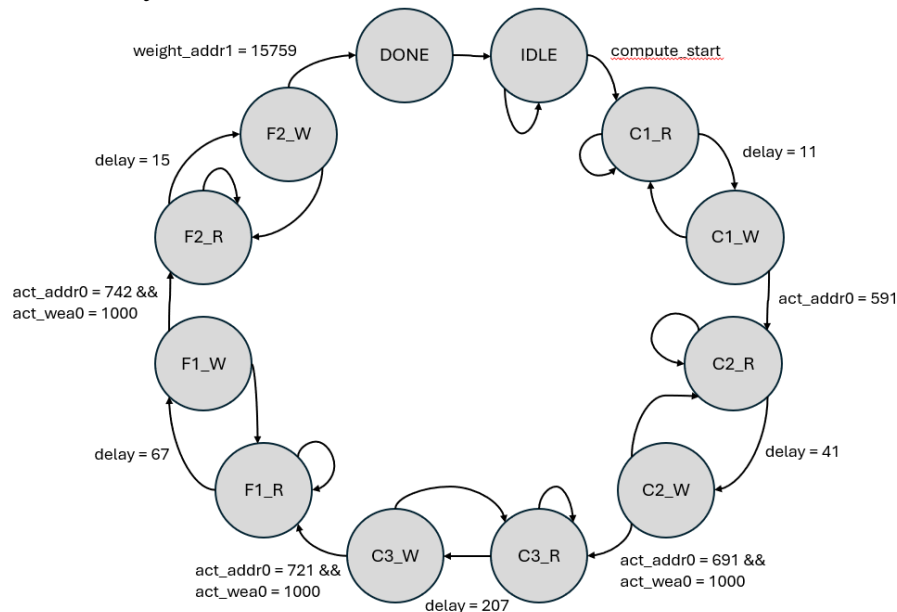 DONE
IDLE
weight_addr1 = 15759
compute_start
F2_W
C1_R
delay = 15
delay = 11
F2_R
C1_W
act_addr0 = 742 &&
act_wea0 = 1000
act_addr0 = 591
F1_W
C2_R
delay = 67
delay = 41
F1_R
C2_W
C3_W
C3_R
act_addr0 = 721 &&
act_wea0 = 1000
act_addr0 = 691 &&
act_wea0 = 1000
delay = 207